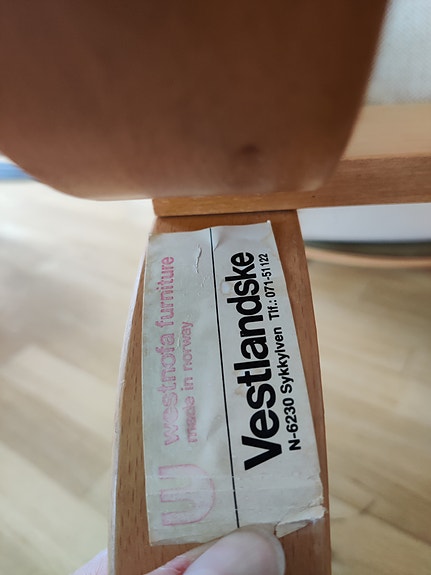 westnofa furniture
made in norway
Vestlandske
N-6230 Sykkylven Tlf.: 071-51122